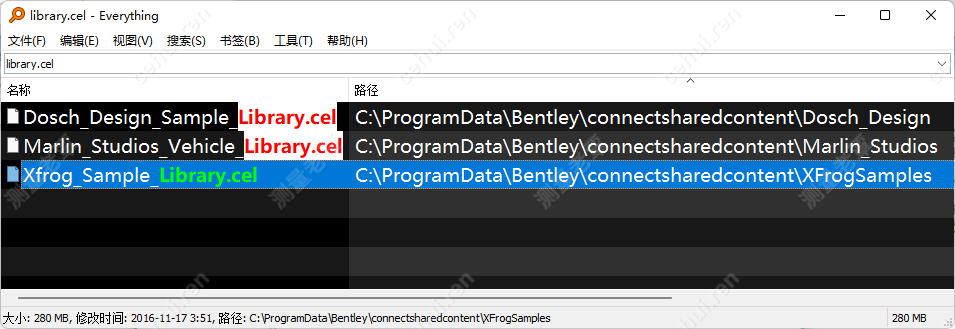 library.cel - Everything
文件(F) 编辑(E) 视图(V) 搜索(S) 书签(B) 工具(T) 帮助(H)
library.cel
名称 路径
Dosch_Design_Sample_Library.cel C:\ProgramData\Bentley\connectsharedcontent\Dosch_Design
Marlin_Studios_Vehicle_Library.cel C:\ProgramData\Bentley\connectsharedcontent\Marlin_Studios
Xfrog_Sample_Library.cel C:\ProgramData\Bentley\connectsharedcontent\XFrogSamples
大小: 280 MB, 修改时间: 2016-11-17 3:51, 路径: C:\ProgramData\Bentley\connectsharedcontent\XFrogSamples 280 MB